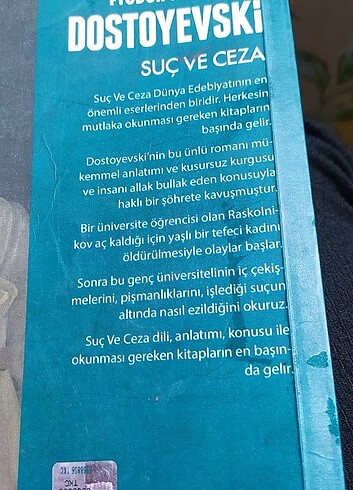 DOSTOYEVSKİ
SUÇ VE CEZA
Suç Ve Ceza Dünya Edebiyatının en
önemli eserlerinden biridir. Herkesin
mutlaka okunması gereken kitapların
başında gelir.
Dostoyevski'nin bu ünlü romanı mü-
kemmel anlatımı ve kusursuz kurgusu
ve insanı allak bullak eden konusuyla
haklı bir şöhrete kavuşmuştur.
Bir üniversite öğrencisi olan Raskolni-
kov aç kaldığı için yaşlı bir tefeci kadını
öldürülmesiyle olaylar başlar.
Sonra bu genç üniversitelinin iç çekiş-
melerini, pişmanlıklarını, işlediği suçun
altında nasıl ezildiğini okuruz.
Suç Ve Ceza dili, anlatımı, konusu ile
okunması gereken kitapların en başın-
da gelir.
TKC